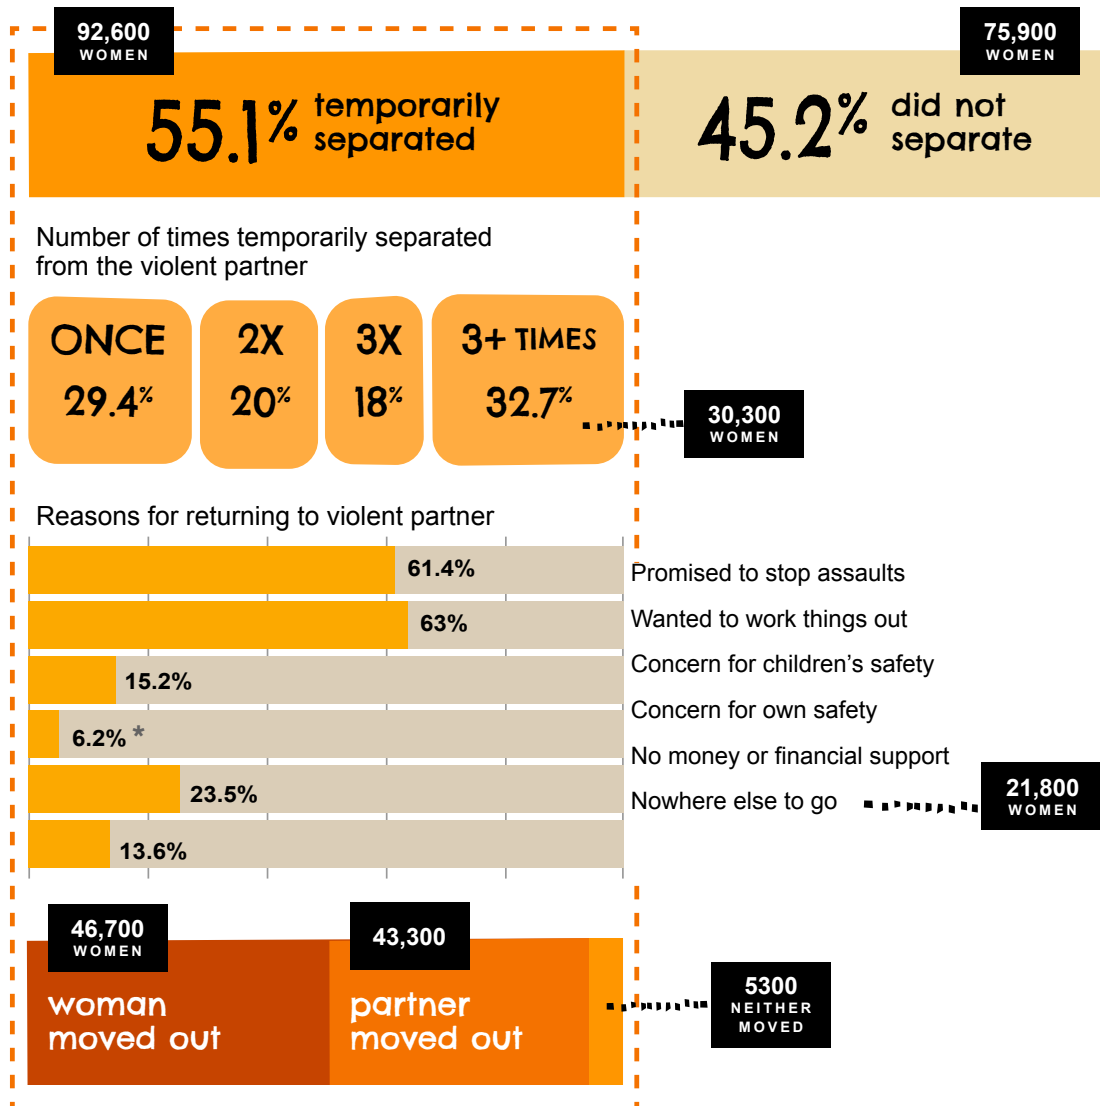 92,600
WOMEN
75,900
WOMEN
55.1% temporarily
separated
45.2% did not
separate
Number of times temporarily separated
from the violent partner
ONCE
29.4%
2X
20%
3X
18%
3+ TIMES
32.7%
30,300
WOMEN
Reasons for returning to violent partner
61.4%
Promised to stop assaults
63%
Wanted to work things out
15.2%
Concern for children’s safety
6.2% *
Concern for own safety
23.5%
No money or financial support
13.6%
Nowhere else to go
21,800
WOMEN
46,700
WOMEN
woman
moved out
43,300
partner
moved out
5300
NEITHER
MOVED